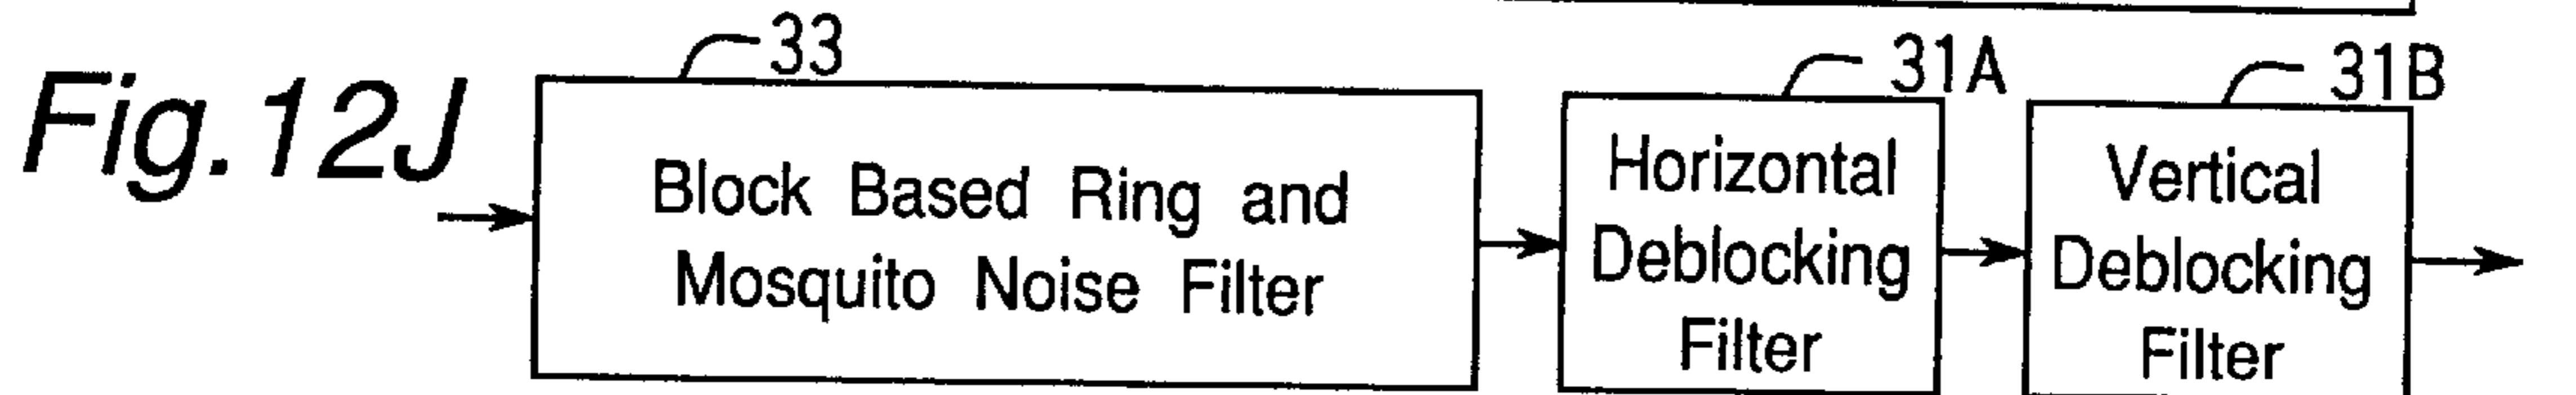 Fig.12J
33
Block Based Ring and
Mosquito Noise Filter
31A
Horizontal
Deblocking
Filter
31B
Vertical
Deblocking
Filter